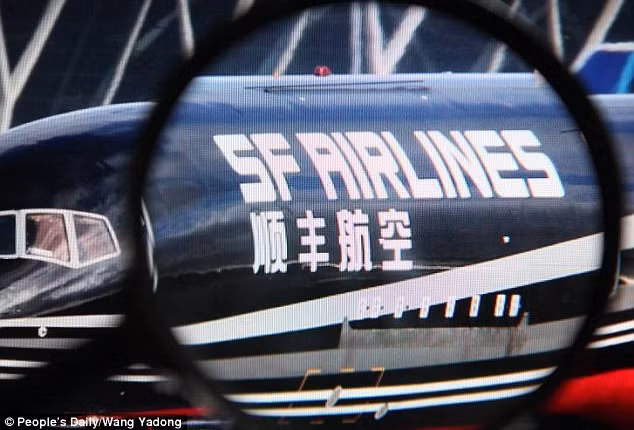 SF AIRLINES
顺丰航空
© People's Daily/Wang Yadong